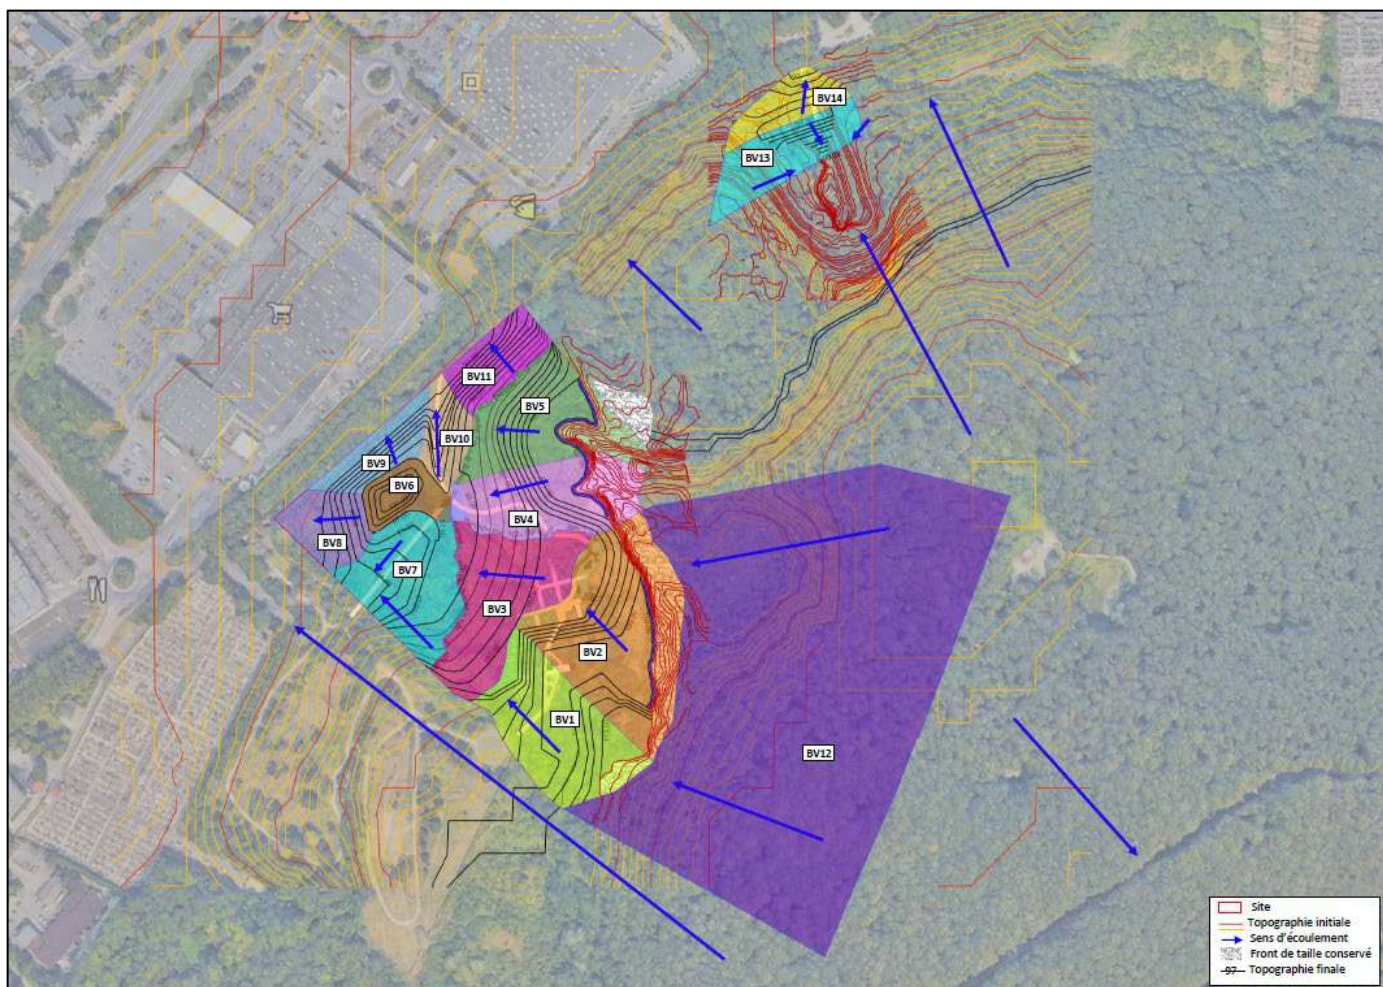 BV14
BV13
BV11
BV5
BV10
BV9
BV6
BV4
BV8
BV7
BV3
BV2
BV1
BV12
Site
Topographie initiale
Sens d'écoulement
Front de taille conservé
97 Topographie finale